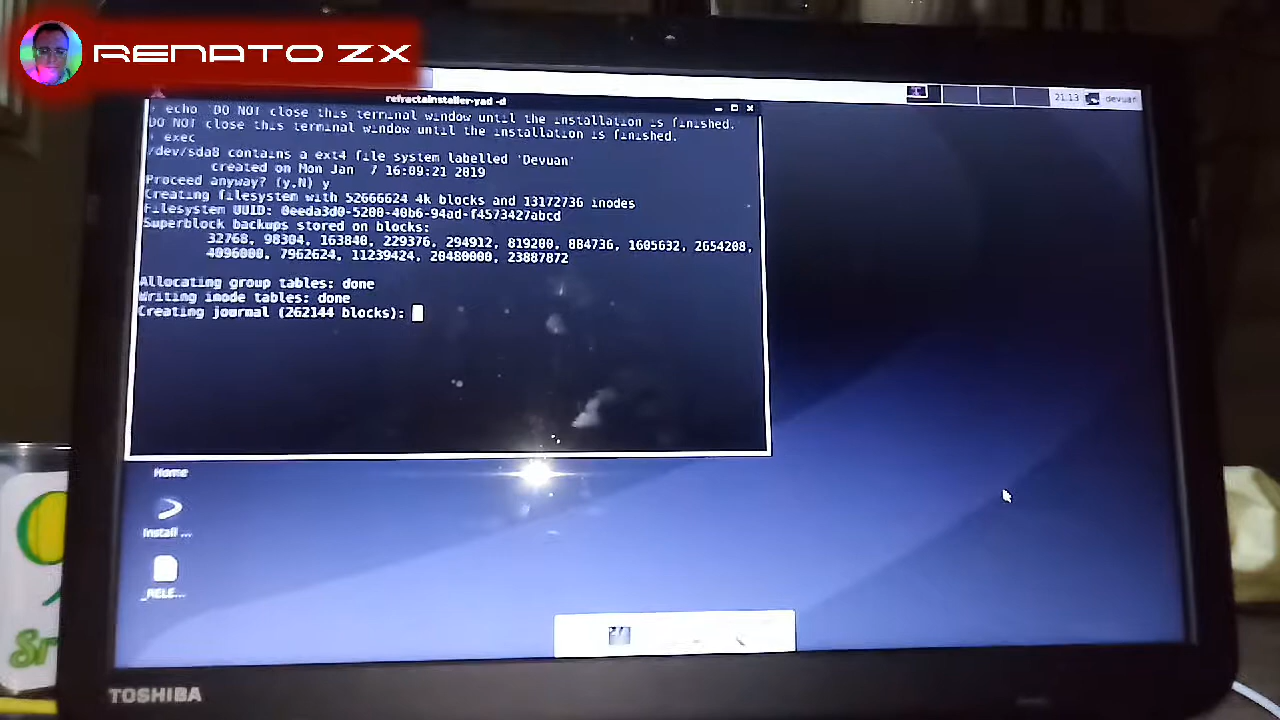 RENATO ZX
refractainstaller-yad -d
21:13 devuan
+ echo 'DO NOT close this terminal window until the installation is finished.
DO NOT close this terminal window until the installation is finished.
+ exec
/dev/sda8 contains a ext4 file system labelled 'Devuan'
created on Mon Jan 7 16:09:21 2019
Proceed anyway? (y,N) y
Creating filesystem with 52666624 4k blocks and 13172736 inodes
Filesystem UUID: 0eeda3d0-5200-40b6-94ad-f4573427abcd
Superblock backups stored on blocks:
32768, 98304, 163840, 229376, 294912, 819200, 884736, 1605632, 2654208,
4096000, 7962624, 11239424, 20480000, 23887872
Allocating group tables: done
Writing inode tables: done
Creating journal (262144 blocks):
Home
Install ...
_RELE...
TOSHIBA